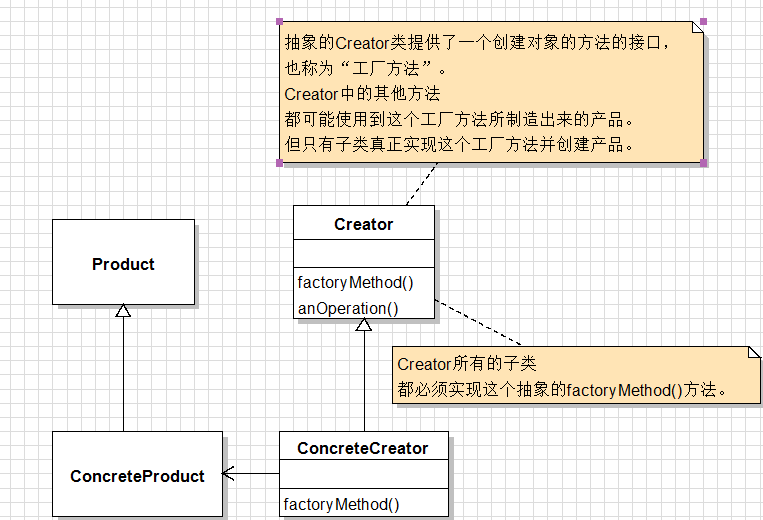 抽象的Creator类提供了一个创建对象的方法的接口，
也称为“工厂方法”。
Creator中的其他方法
都可能使用到这个工厂方法所制造出来的产品。
但只有子类真正实现这个工厂方法并创建产品。
Creator
Product
factoryMethod()
anOperation()
Creator所有的子类
都必须实现这个抽象的factoryMethod()方法。
ConcreteCreator
ConcreteProduct
factoryMethod()